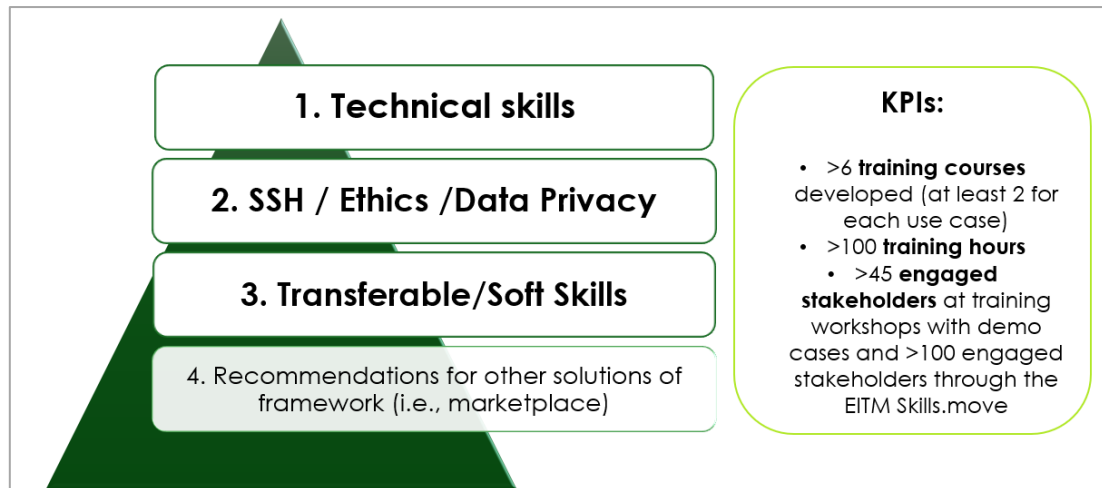 1. Technical skills
2. SSH / Ethics /Data Privacy
3. Transferable/Soft Skills
4. Recommendations for other solutions of
framework (i.e., marketplace)
KPIs:
• >6 training courses
developed (at least 2 for
each use case)
• >100 training hours
• >45 engaged
stakeholders at training
workshops with demo
cases and >100 engaged
stakeholders through the
EITM Skills.move